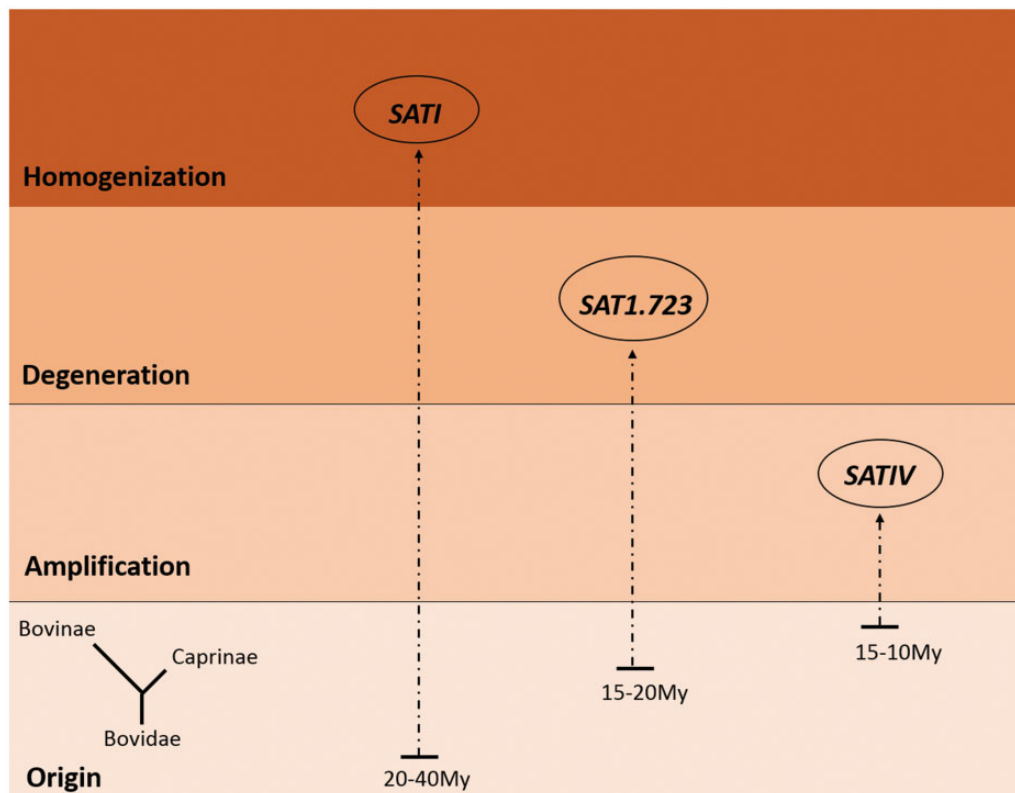 SATI
Homogenization
SAT1.723
Degeneration
SATIV
Amplification
Bovinae
Caprinae
Bovidae
15-10My
15-20My
20-40My
Origin